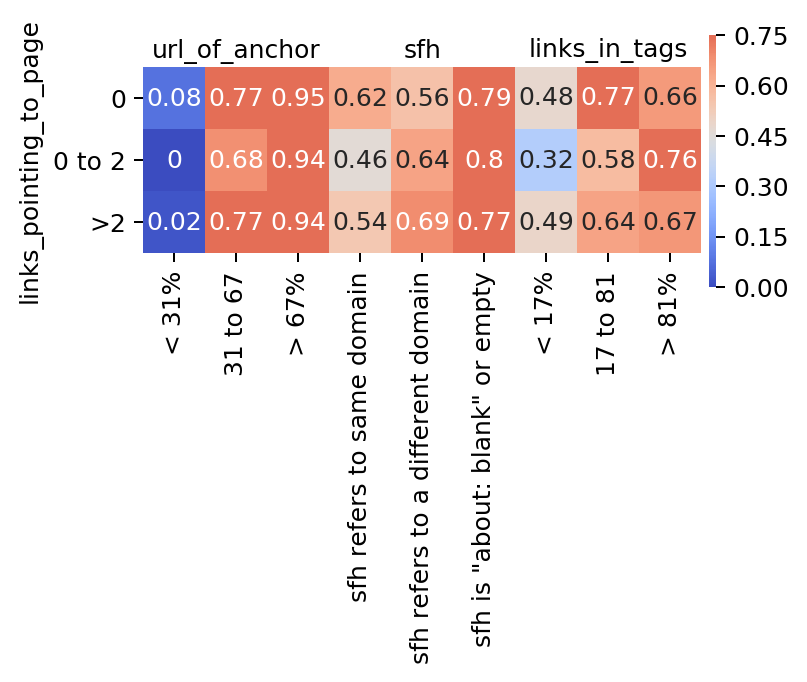 url_of_anchor sfh links_in_tags
links_pointing_to_page
0 0.08 0.77 0.95 0.62 0.56 0.79 0.48 0.77 0.66
0 to 2 0 0.68 0.94 0.46 0.64 0.8 0.32 0.58 0.76
>2 0.02 0.77 0.94 0.54 0.69 0.77 0.49 0.64 0.67
< 31%
31 to 67
> 67%
sfh refers to same domain
sfh refers to a different domain
sfh is "about: blank" or empty
< 17%
17 to 81
> 81%
0.75
0.60
0.45
0.30
0.15
0.00